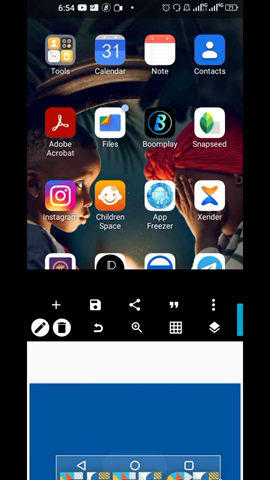 6:54
Tools
31
Calendar
Note
Contacts
Adobe Acrobat
Files
Boomplay
Snapseed
Instagram
Children Space
App Freezer
Xender